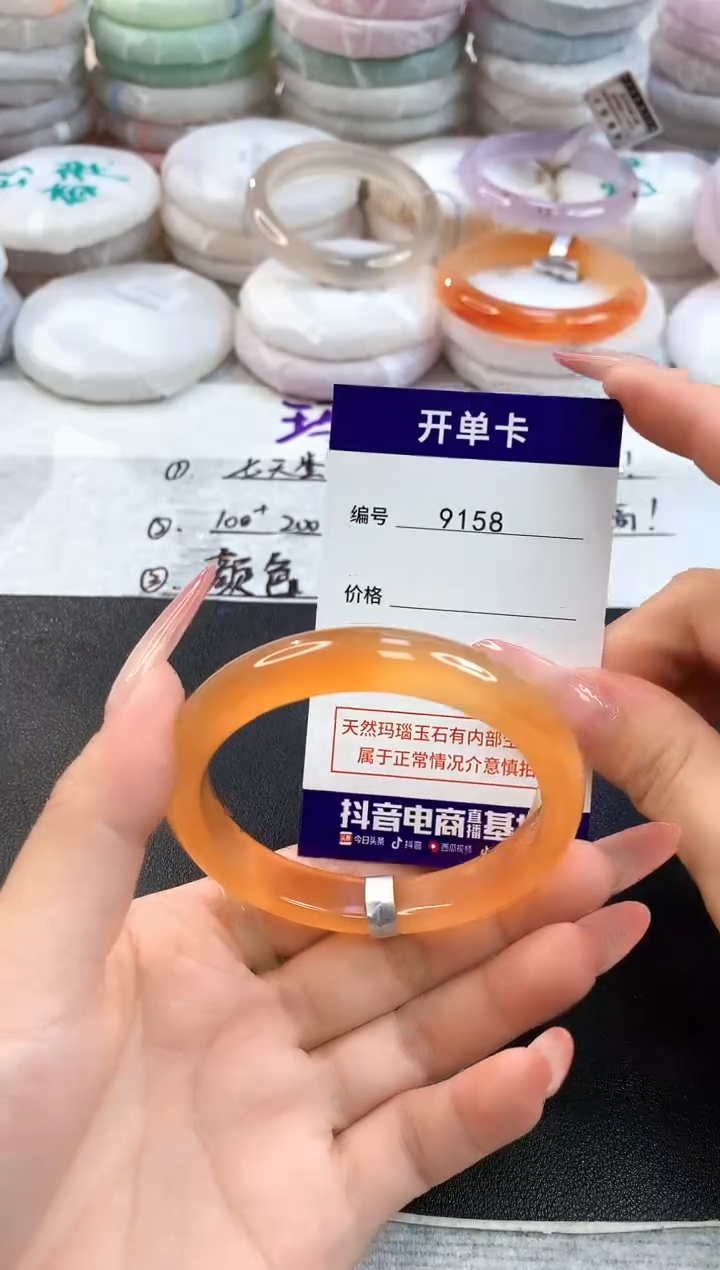 开单卡
编号 9158
价格
① 七天
② 100+ 200
③ 颜色
天然玛瑙玉石有内部
属于正常情况介意慎拍
抖音电商直播基
今日头条 抖音 西瓜视频